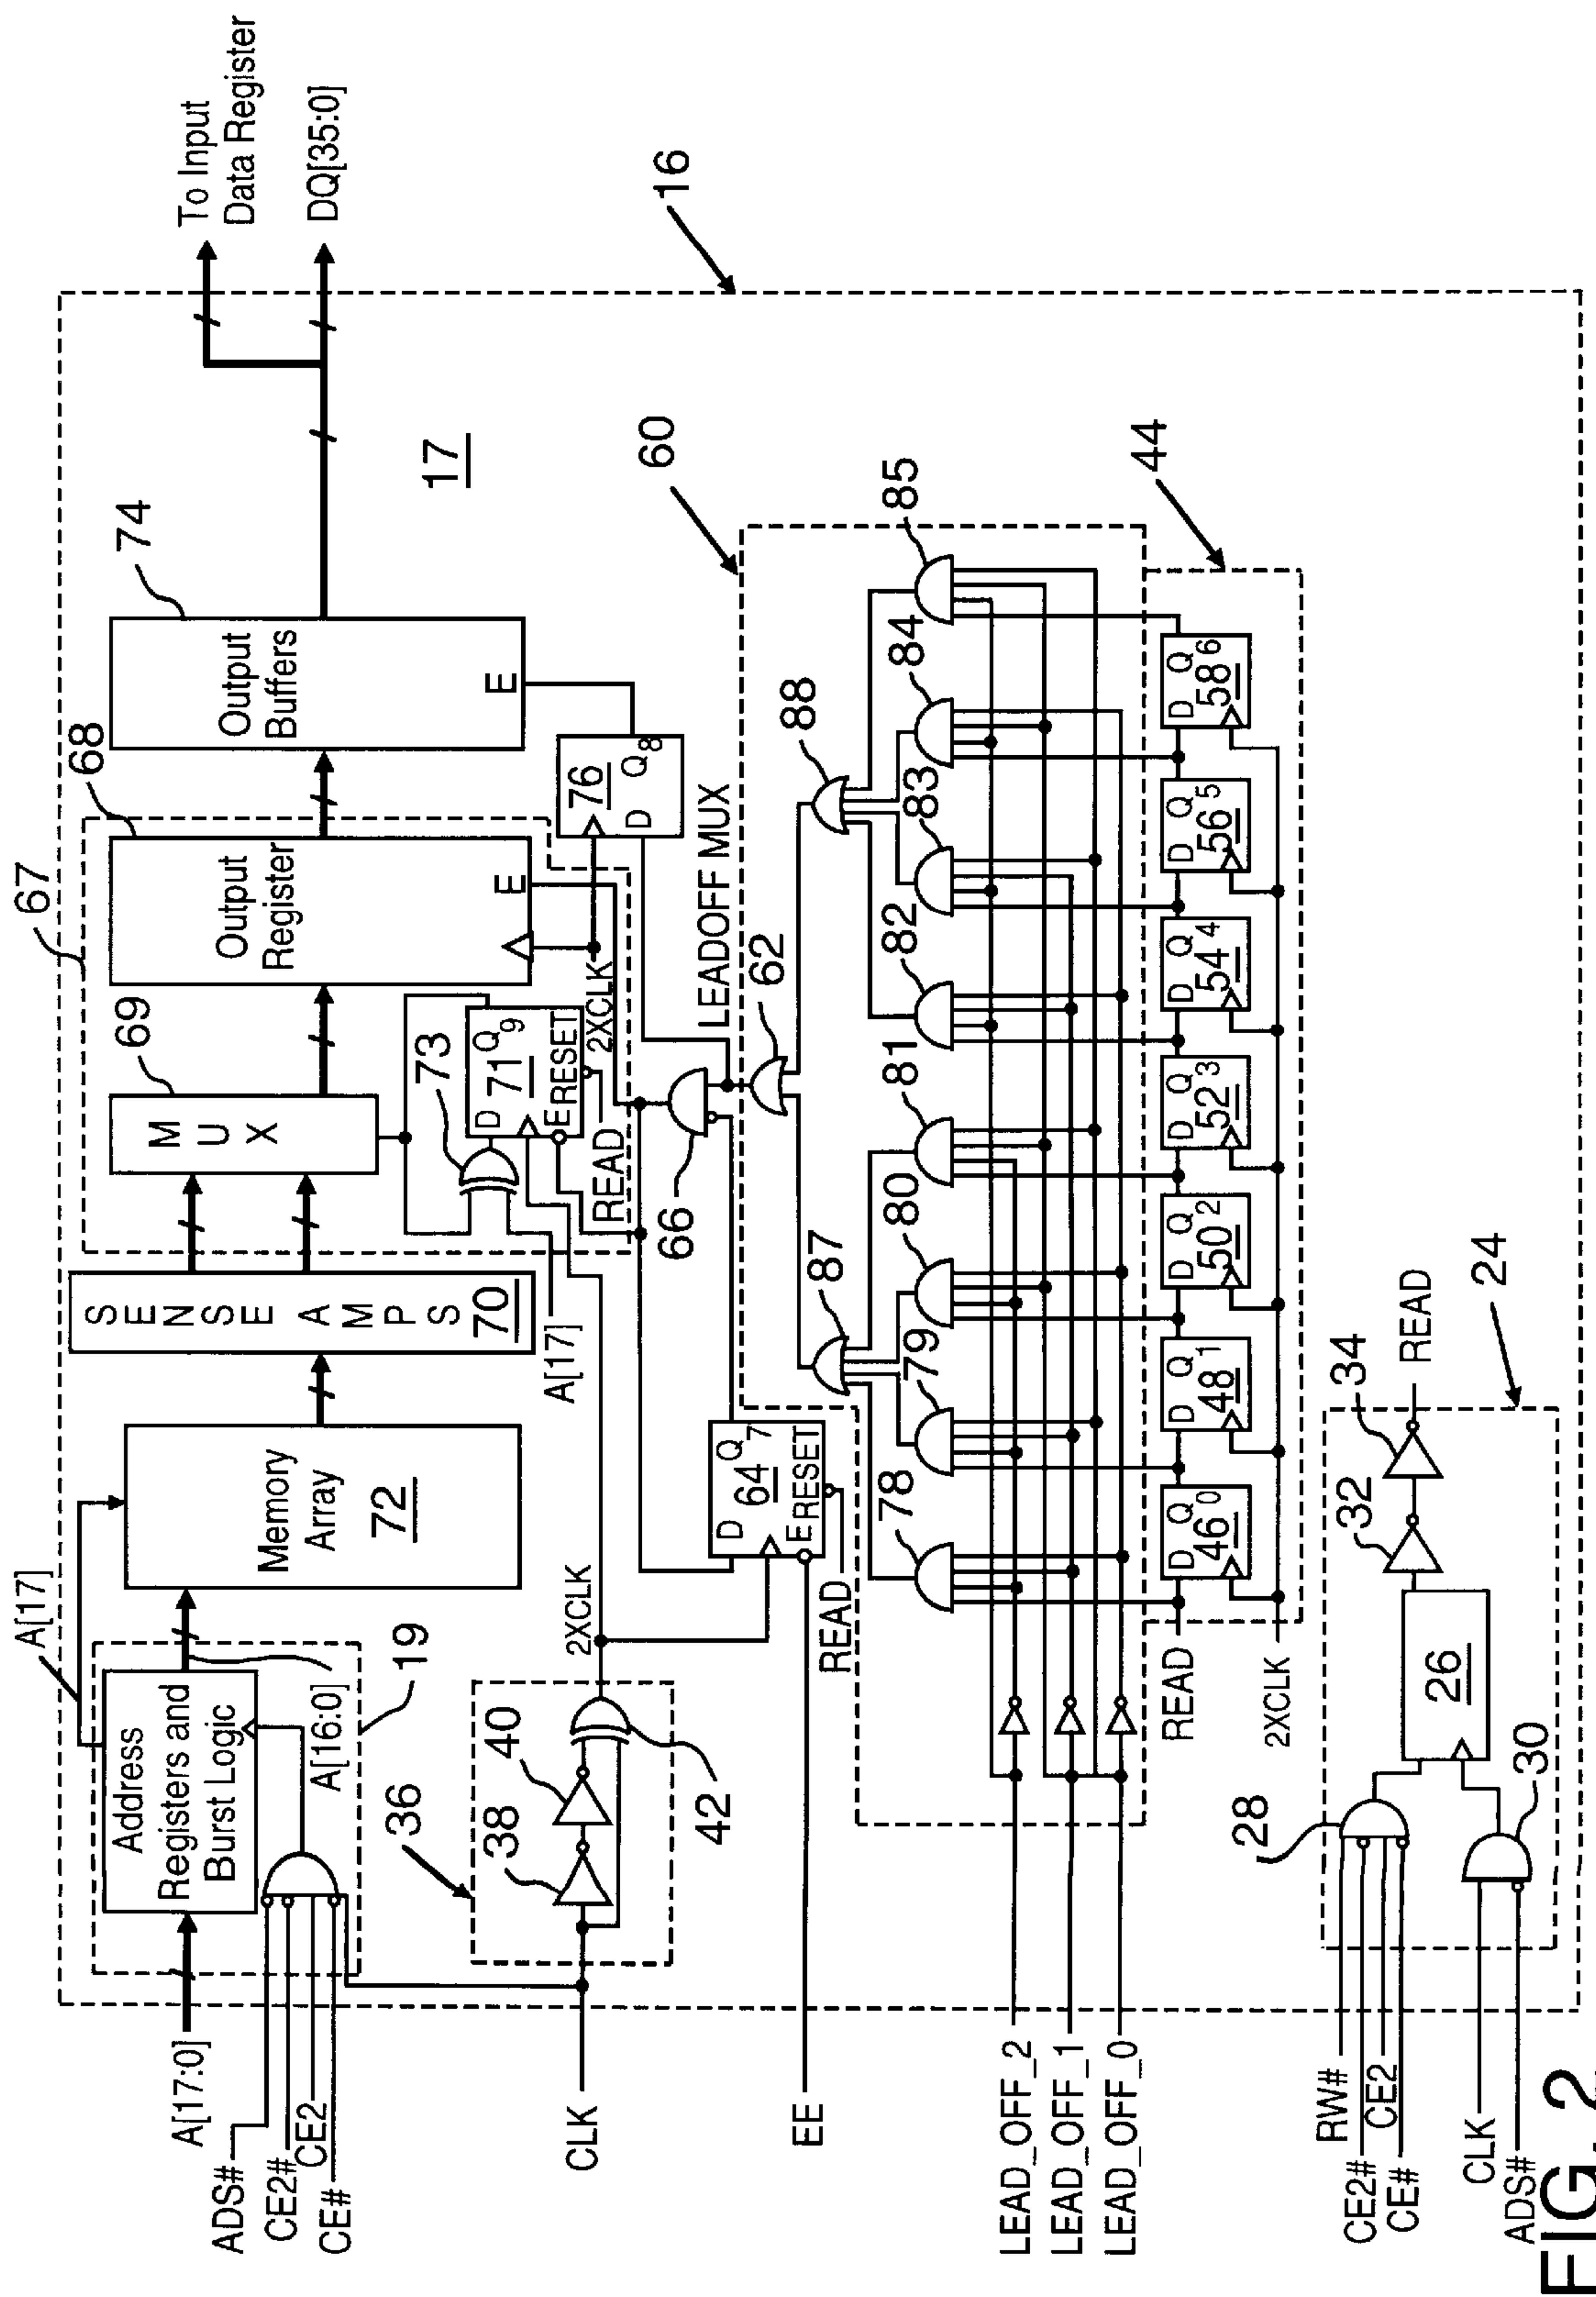 To Input
Data Register
DQ[35:0]
16
17
74
Output
Buffers
E
68
Output
Register
E
67
69
M
U
X
S E N S E A M P S
70
73
D Q
71 9
E RESET
READ
2XCLK
D Q
76 8
A[17]
Memory
Array
72
A[17]
Address
Registers and
Burst Logic
A[16:0]
19
A[17:0]
ADS#
CE2#
CE2
CE#
36
38
40
42
2XCLK
CLK
EE
D Q
64 7
E RESET
READ
66
LEADOFF MUX
60
62
87
88
78
79
80
81
82
83
84
85
44
LEAD_OFF_2
LEAD_OFF_1
LEAD_OFF_0
READ
2XCLK
D Q
46 0
D Q
48 1
D Q
50 2
D Q
52 3
D Q
54 4
D Q
56 5
D Q
58 6
24
26
28
30
32
34
READ
RW#
CE2#
CE2
CE#
CLK
ADS#
FIG. 2